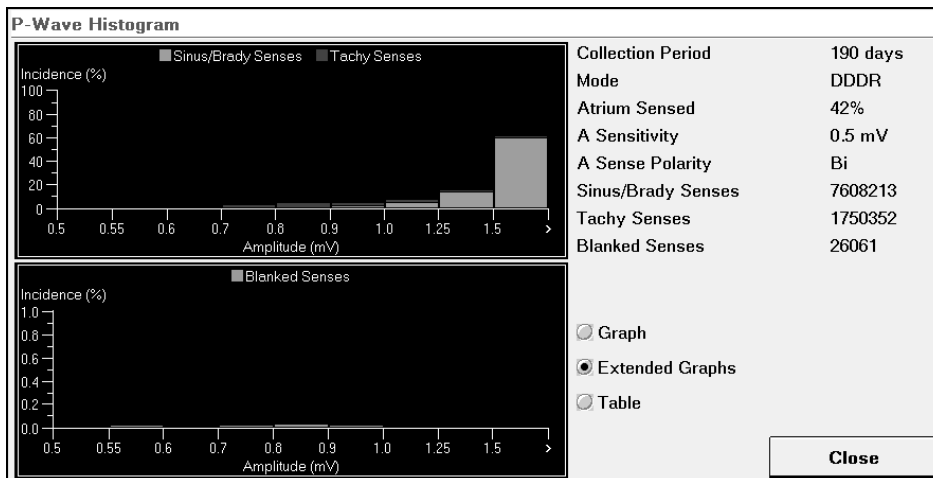 P-Wave Histogram
Sinus/Brady Senses Tachy Senses
Incidence (%)
100
80
60
40
20
0
0.5 0.55 0.6 0.7 0.8 0.9 1.0 1.25 1.5 >
Amplitude (mV)
Blanked Senses
Incidence (%)
1.0
0.8
0.6
0.4
0.2
0.0
0.5 0.55 0.6 0.7 0.8 0.9 1.0 1.25 1.5 >
Amplitude (mV)
Collection Period 190 days
Mode DDDR
Atrium Sensed 42%
A Sensitivity 0.5 mV
A Sense Polarity Bi
Sinus/Brady Senses 7608213
Tachy Senses 1750352
Blanked Senses 26061
Graph
Extended Graphs
Table
Close